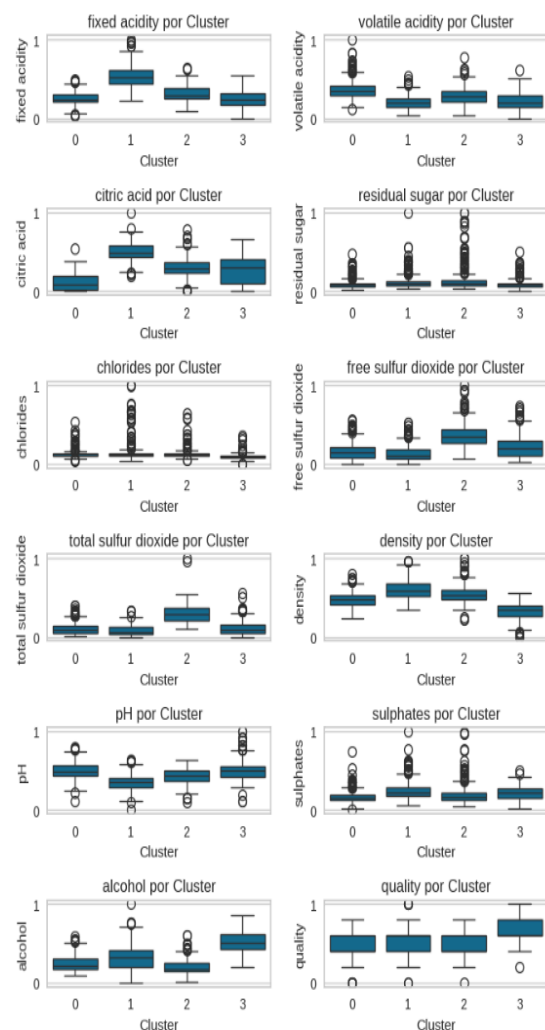 fixed acidity por Cluster
fixed acidity
1
0
0 1 2 3
Cluster
volatile acidity por Cluster
volatile acidity
1
0
0 1 2 3
Cluster
citric acid por Cluster
citric acid
1
0
0 1 2 3
Cluster
residual sugar por Cluster
residual sugar
1
0
0 1 2 3
Cluster
chlorides por Cluster
chlorides
1
0
0 1 2 3
Cluster
free sulfur dioxide por Cluster
free sulfur dioxide
1
0
0 1 2 3
Cluster
total sulfur dioxide por Cluster
total sulfur dioxide
1
0
0 1 2 3
Cluster
density por Cluster
density
1
0
0 1 2 3
Cluster
pH por Cluster
pH
1
0
0 1 2 3
Cluster
sulphates por Cluster
sulphates
1
0
0 1 2 3
Cluster
alcohol por Cluster
alcohol
1
0
0 1 2 3
Cluster
quality por Cluster
quality
1
0
0 1 2 3
Cluster